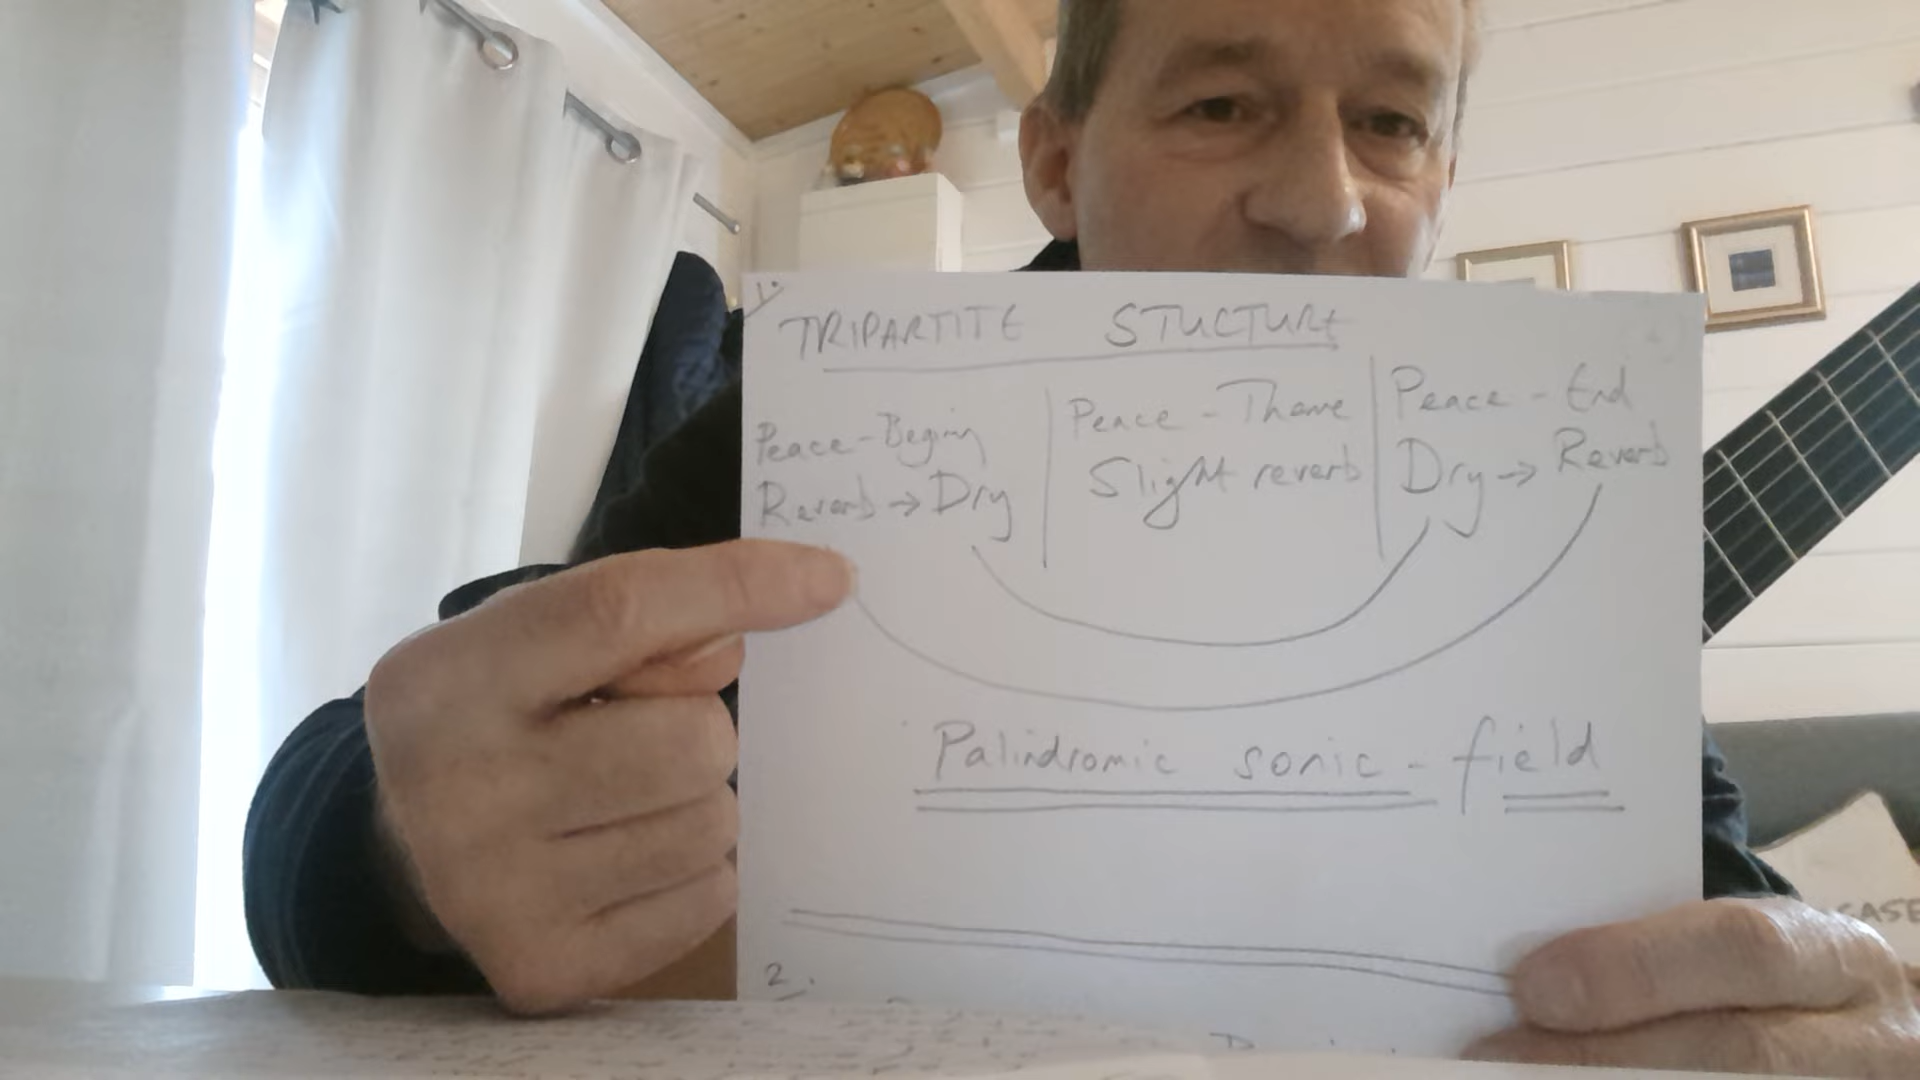 1.
TRIPARTITE STUCTURE
Peace - Begin
Reverb → Dry
Peace - Theme
Slight reverb
Peace - End
Dry → Reverb
Palindromic sonic - field
2.